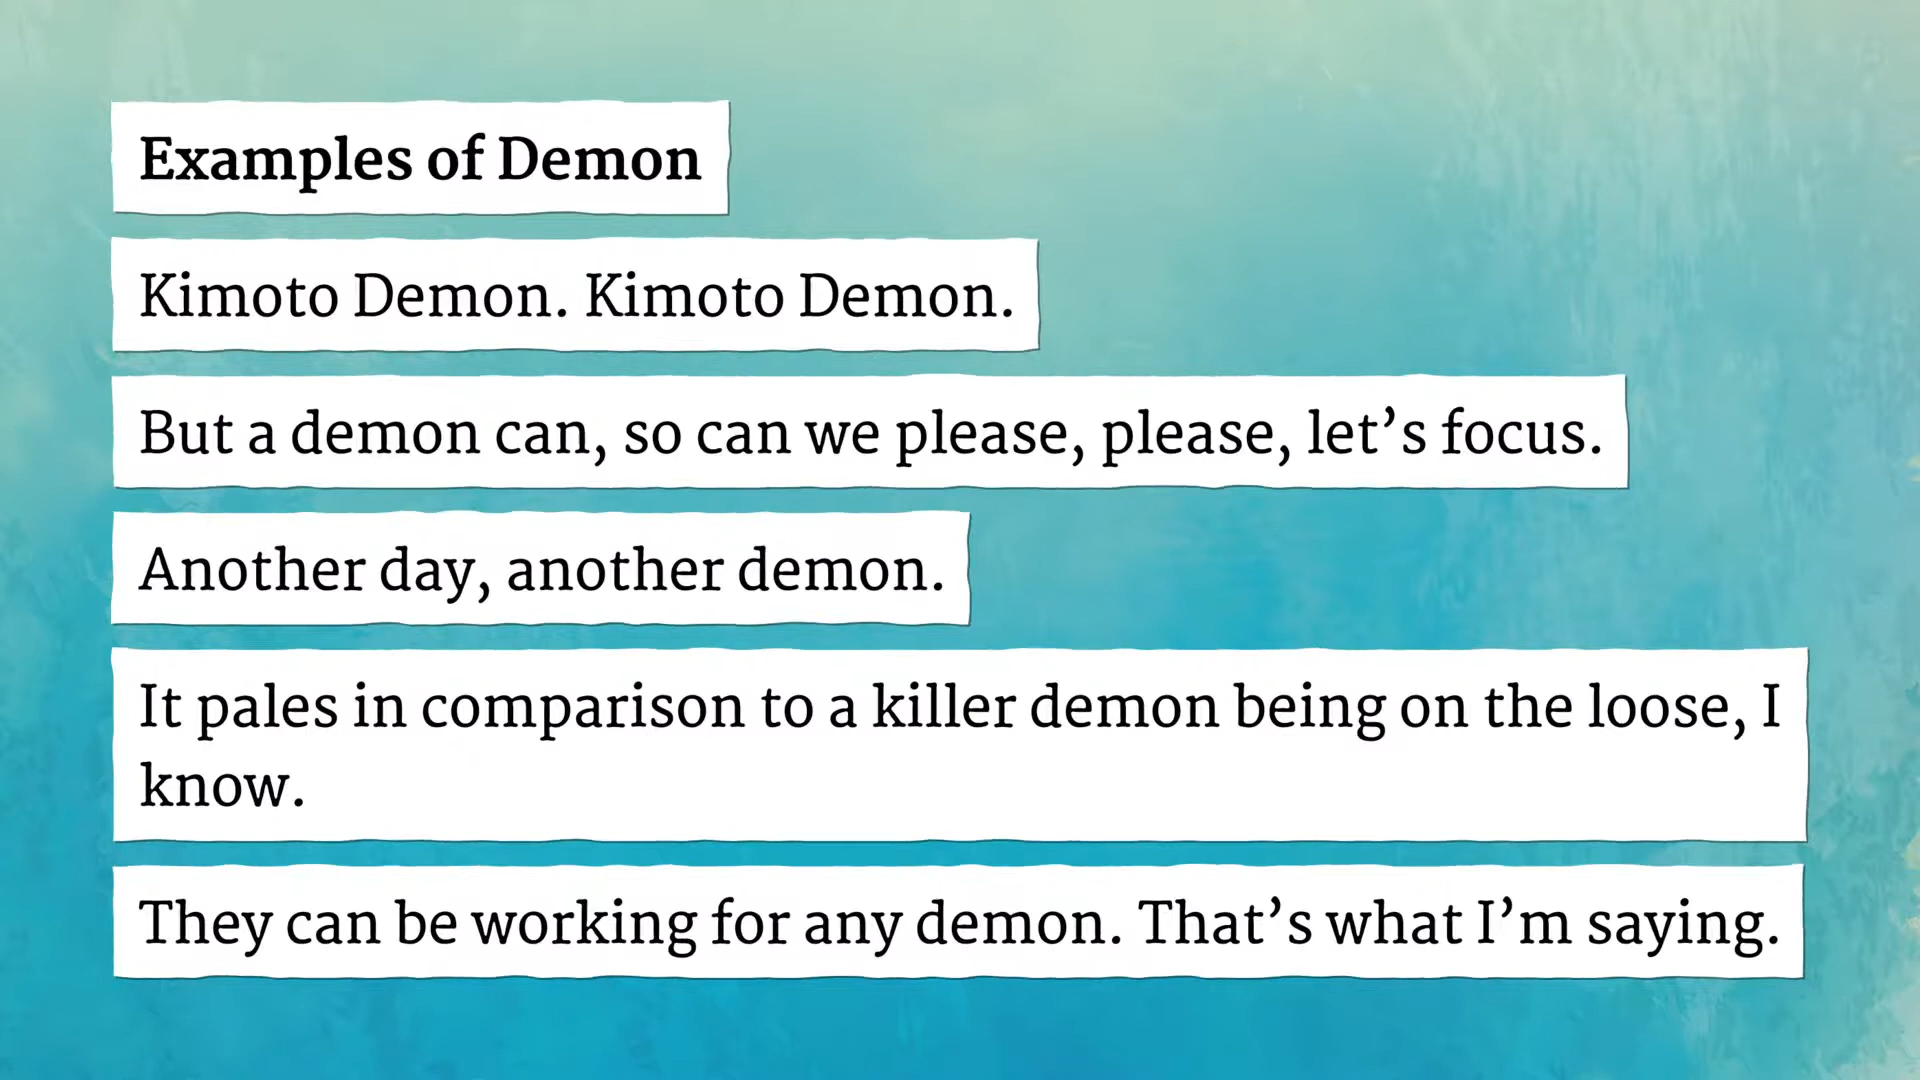 Examples of Demon
Kimoto Demon. Kimoto Demon.
But a demon can, so can we please, please, let’s focus.
Another day, another demon.
It pales in comparison to a killer demon being on the loose, I
know.
They can be working for any demon. That’s what I’m saying.